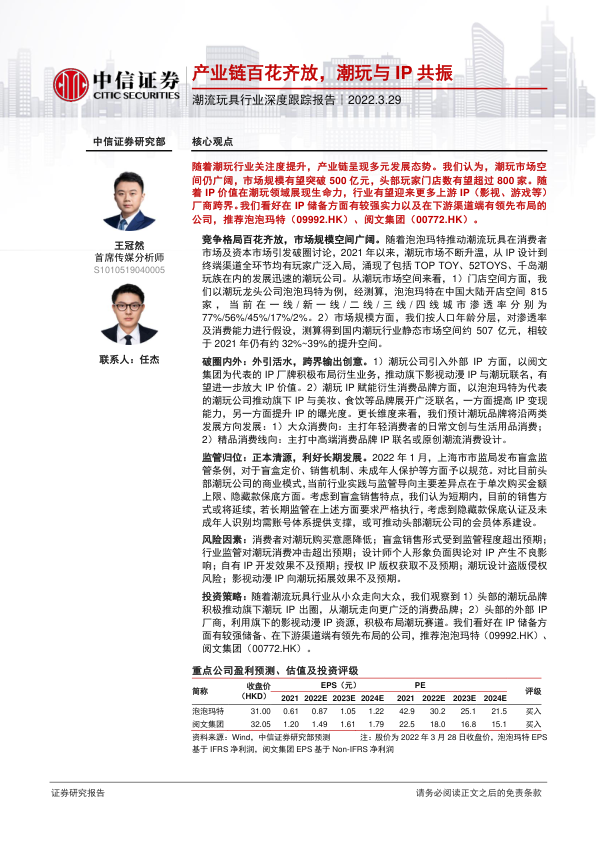 中信证券
CITIC SECURITIES
产业链百花齐放，潮玩与 IP 共振
潮流玩具行业深度跟踪报告｜2022.3.29
中信证券研究部
王冠然
首席传媒分析师
S1010519040005
联系人：任杰
核心观点
随着潮玩行业关注度提升，产业链呈现多元发展态势。我们认为，潮玩市场空
间仍广阔，市场规模有望突破 500 亿元，头部玩家门店数有望超过 800 家。随
着 IP 价值在潮玩领域展现生命力，行业有望迎来更多上游 IP（影视、游戏等）
厂商跨界。我们看好在 IP 储备方面有较强实力以及在下游渠道端有领先布局的
公司，推荐泡泡玛特（09992.HK）、阅文集团（00772.HK）。
竞争格局百花齐放，市场规模空间广阔。随着泡泡玛特推动潮流玩具在消费者
市场及资本市场引发破圈讨论，2021 年以来，潮玩市场不断升温，从 IP 设计到
终端渠道全环节均有玩家广泛入局，涌现了包括 TOP TOY、52TOYS、千岛潮
玩族在内的发展迅速的潮玩公司。从潮玩市场空间来看，1）门店空间方面，我
们以潮玩龙头公司泡泡玛特为例，经测算，泡泡玛特在中国大陆开店空间 815
家，当前在一线/新一线/二线/三线/四线城市渗透率分别为
77%/56%/45%/17%/2%。2）市场规模方面，我们按人口年龄分层，对渗透率
及消费能力进行假设，测算得到国内潮玩行业静态市场空间约 507 亿元，相较
于 2021 年仍有约 32%~39%的提升空间。
破圈内外：外引活水，跨界输出创意。1）潮玩公司引入外部 IP 方面，以阅文
集团为代表的 IP 厂牌积极布局衍生业务，推动旗下影视动漫 IP 与潮玩联名，有
望进一步放大 IP 价值。2）潮玩 IP 赋能衍生消费品牌方面，以泡泡玛特为代表
的潮玩公司推动旗下 IP 与美妆、食饮等品牌展开广泛联名，一方面提高 IP 变现
能力，另一方面提升 IP 的曝光度。更长维度来看，我们预计潮玩品牌将沿两类
发展方向发展：1）大众消费向：主打年轻消费者的日常文创与生活用品消费；
2）精品消费线向：主打中高端消费品牌 IP 联名或原创潮流消费设计。
监管归位：正本清源，利好长期发展。2022 年 1 月，上海市市监局发布盲盒监
管条例，对于盲盒定价、销售机制、未成年人保护等方面予以规范。对比目前头
部潮玩公司的商业模式，当前行业实践与监管导向主要差异点在于单次购买金额
上限、隐藏款保底方面。考虑到盲盒销售特点，我们认为短期内，目前的销售方
式或将延续，若长期监管在上述方面要求严格执行，考虑到隐藏款保底认证及未
成年人识别均需账号体系提供支撑，或可推动头部潮玩公司的会员体系建设。
风险因素：消费者对潮玩购买意愿降低；盲盒销售形式受到监管程度超出预期；
行业监管对潮玩消费冲击超出预期；设计师个人形象负面舆论对 IP 产生不良影
响；自有 IP 开发效果不及预期；授权 IP 版权获取不及预期；潮玩设计盗版侵权
风险；影视动漫 IP 向潮玩拓展效果不及预期。
投资策略：随着潮流玩具行业从小众走向大众，我们观察到 1）头部的潮玩品牌
积极推动旗下潮玩 IP 出圈，从潮玩走向更广泛的消费品牌；2）头部的外部 IP
厂商，利用旗下的影视动漫 IP 资源，积极布局潮玩赛道。我们看好在 IP 储备方
面有较强储备、在下游渠道端有领先布局的公司，推荐泡泡玛特（09992.HK）、
阅文集团（00772.HK）。
重点公司盈利预测、估值及投资评级
简称 收盘价（HKD） EPS（元） PE 评级
2021 2022E 2023E 2024E 2021 2022E 2023E 2024E
泡泡玛特 31.00 0.61 0.87 1.05 1.22 42.9 30.2 25.1 21.5 买入
阅文集团 32.05 1.20 1.49 1.61 1.79 22.5 18.0 16.8 15.1 买入
资料来源：Wind，中信证券研究部预测 注：股价为 2022 年 3 月 28 日收盘价，泡泡玛特 EPS
基于 IFRS 净利润，阅文集团 EPS 基于 Non-IFRS 净利润
证券研究报告
请务必阅读正文之后的免责条款